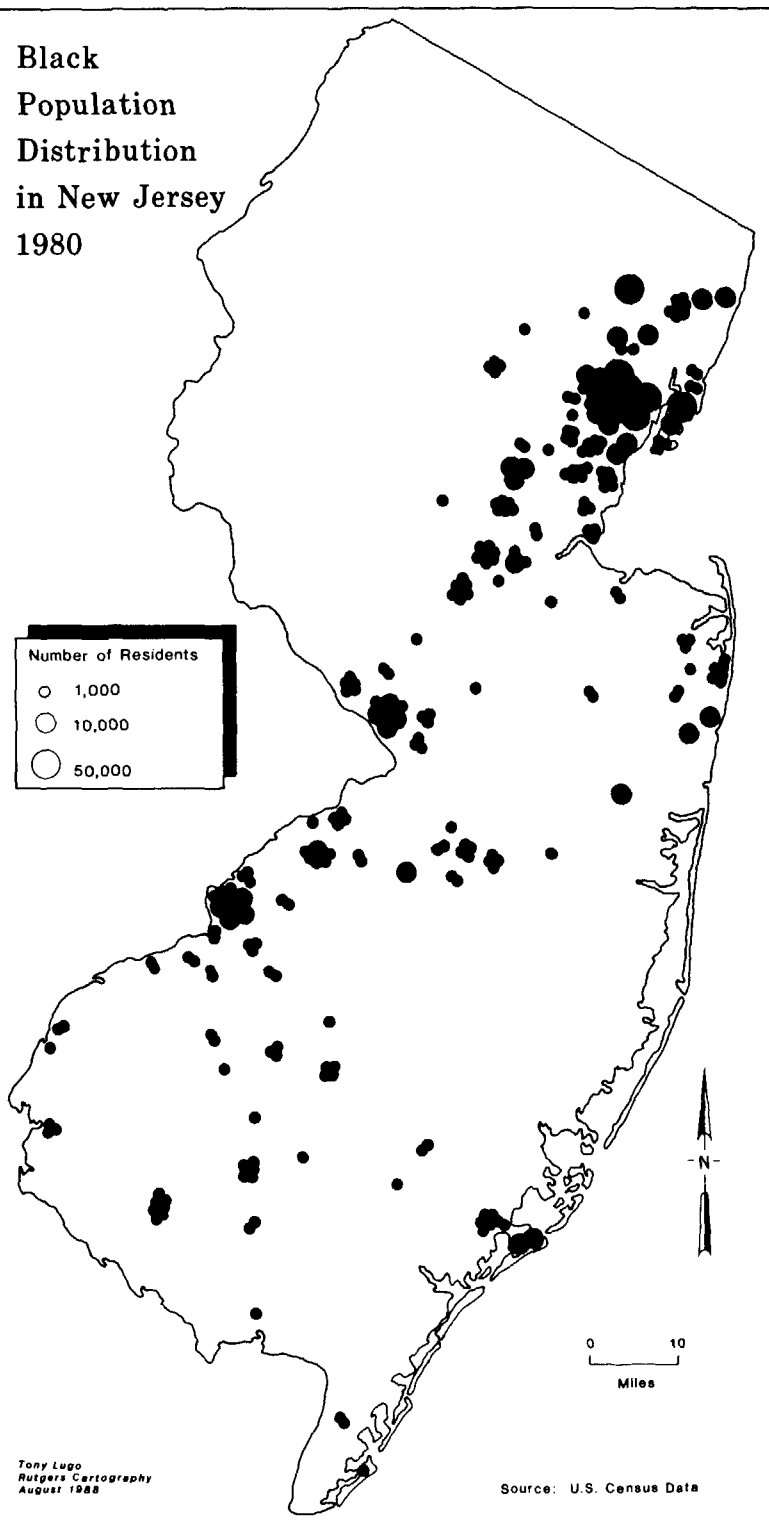 Black
Population
Distribution
in New Jersey
1980
Number of Residents
1,000
10,000
50,000
-N-
0 10
Miles
Tony Lugo
Rutgers Cartography
August 1988
Source: U.S. Census Data